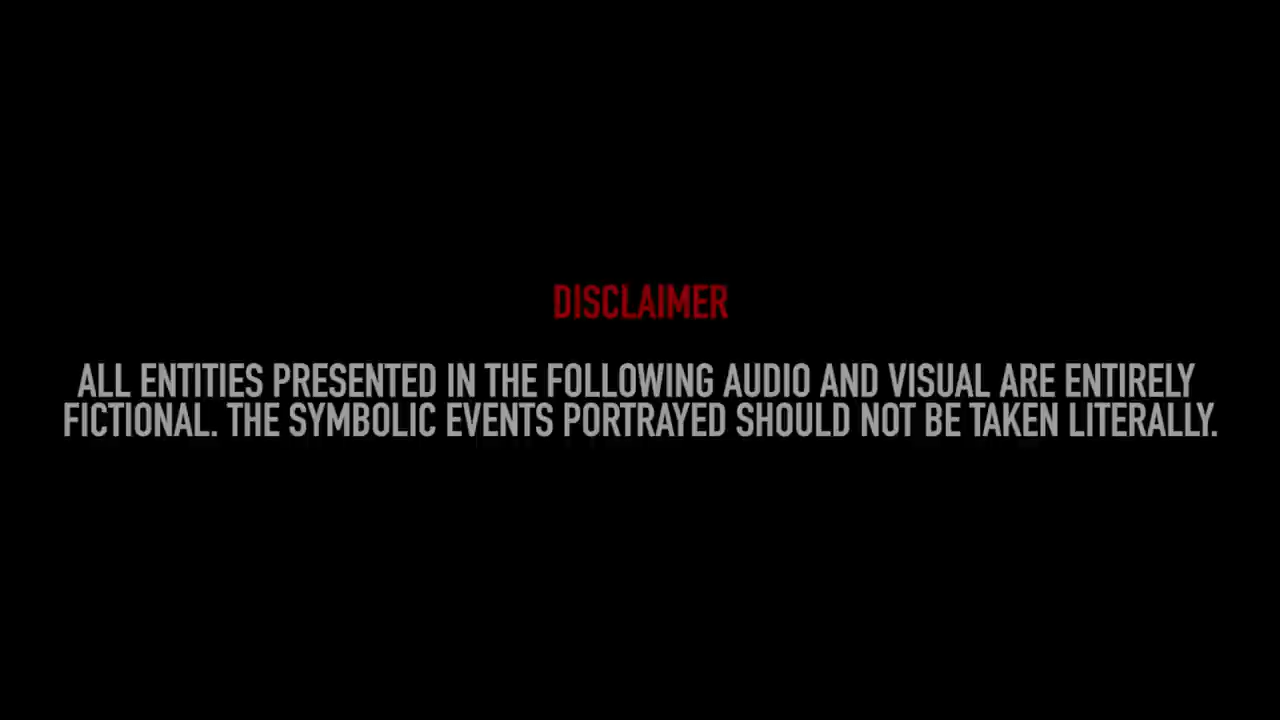 DISCLAIMER
ALL ENTITIES PRESENTED IN THE FOLLOWING AUDIO AND VISUAL ARE ENTIRELY
FICTIONAL. THE SYMBOLIC EVENTS PORTRAYED SHOULD NOT BE TAKEN LITERALLY.